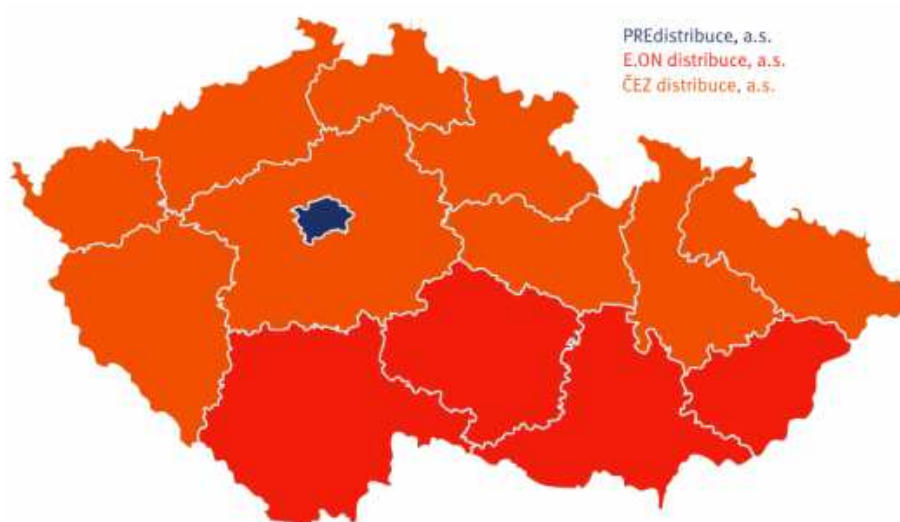 PREdistribuce, a.s.
E.ON distribuce, a.s.
ČEZ distribuce, a.s.